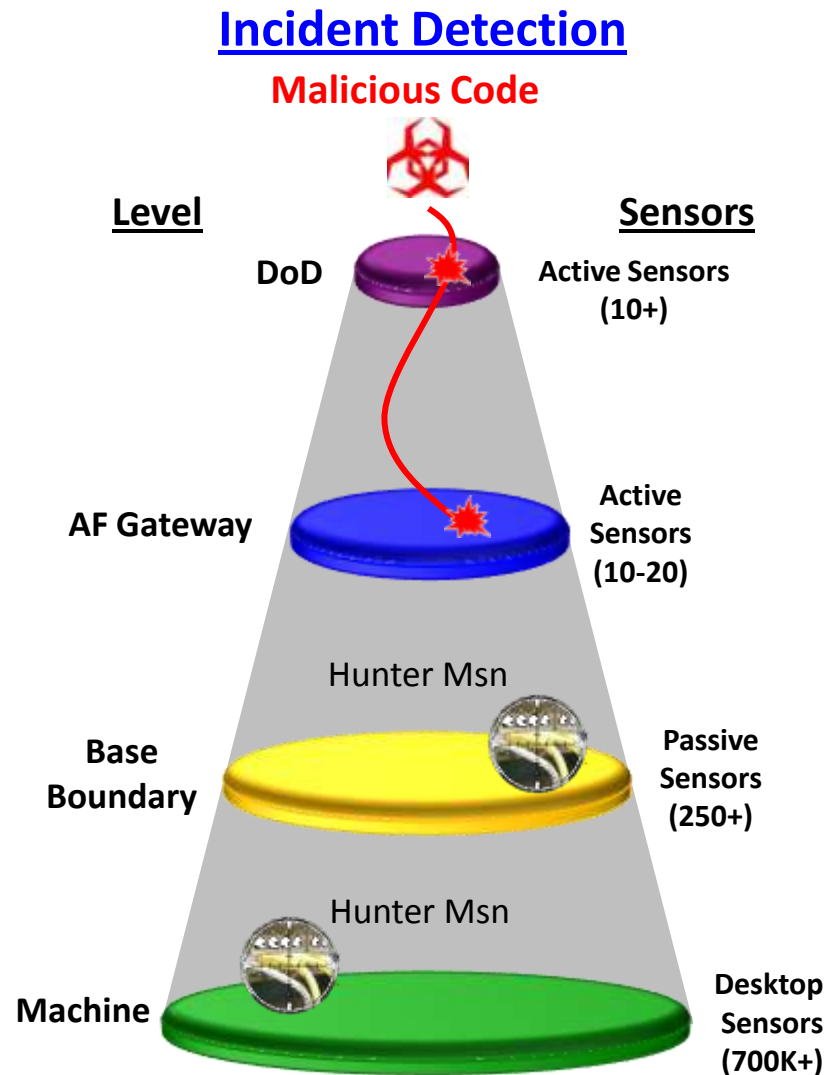 Incident Detection
Malicious Code
Level
Sensors
DoD
Active Sensors
(10+)
AF Gateway
Active
Sensors
(10-20)
Hunter Msn
Base
Boundary
Passive
Sensors
(250+)
Hunter Msn
Machine
Desktop
Sensors
(700K+)